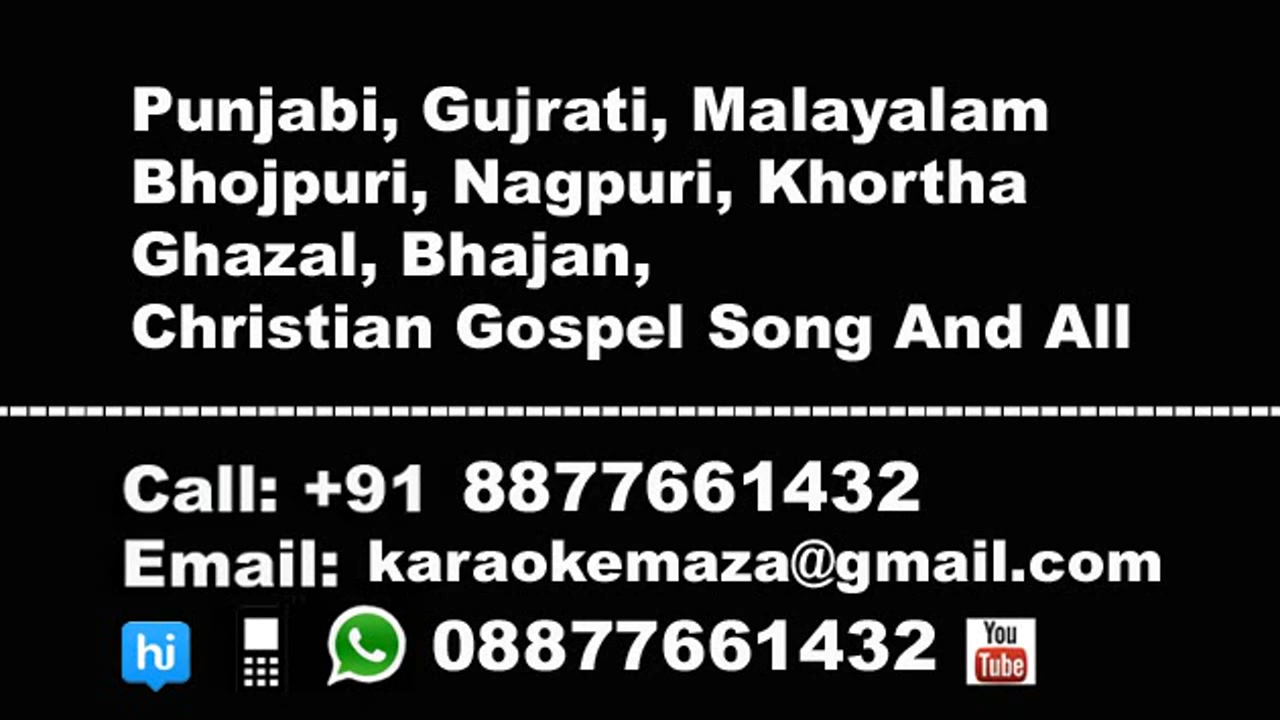 Punjabi, Gujrati, Malayalam
Bhojpuri, Nagpuri, Khortha
Ghazal, Bhajan,
Christian Gospel Song And All
Call: +91 8877661432
Email: karaokemaza@gmail.com
hi 08877661432 You Tube